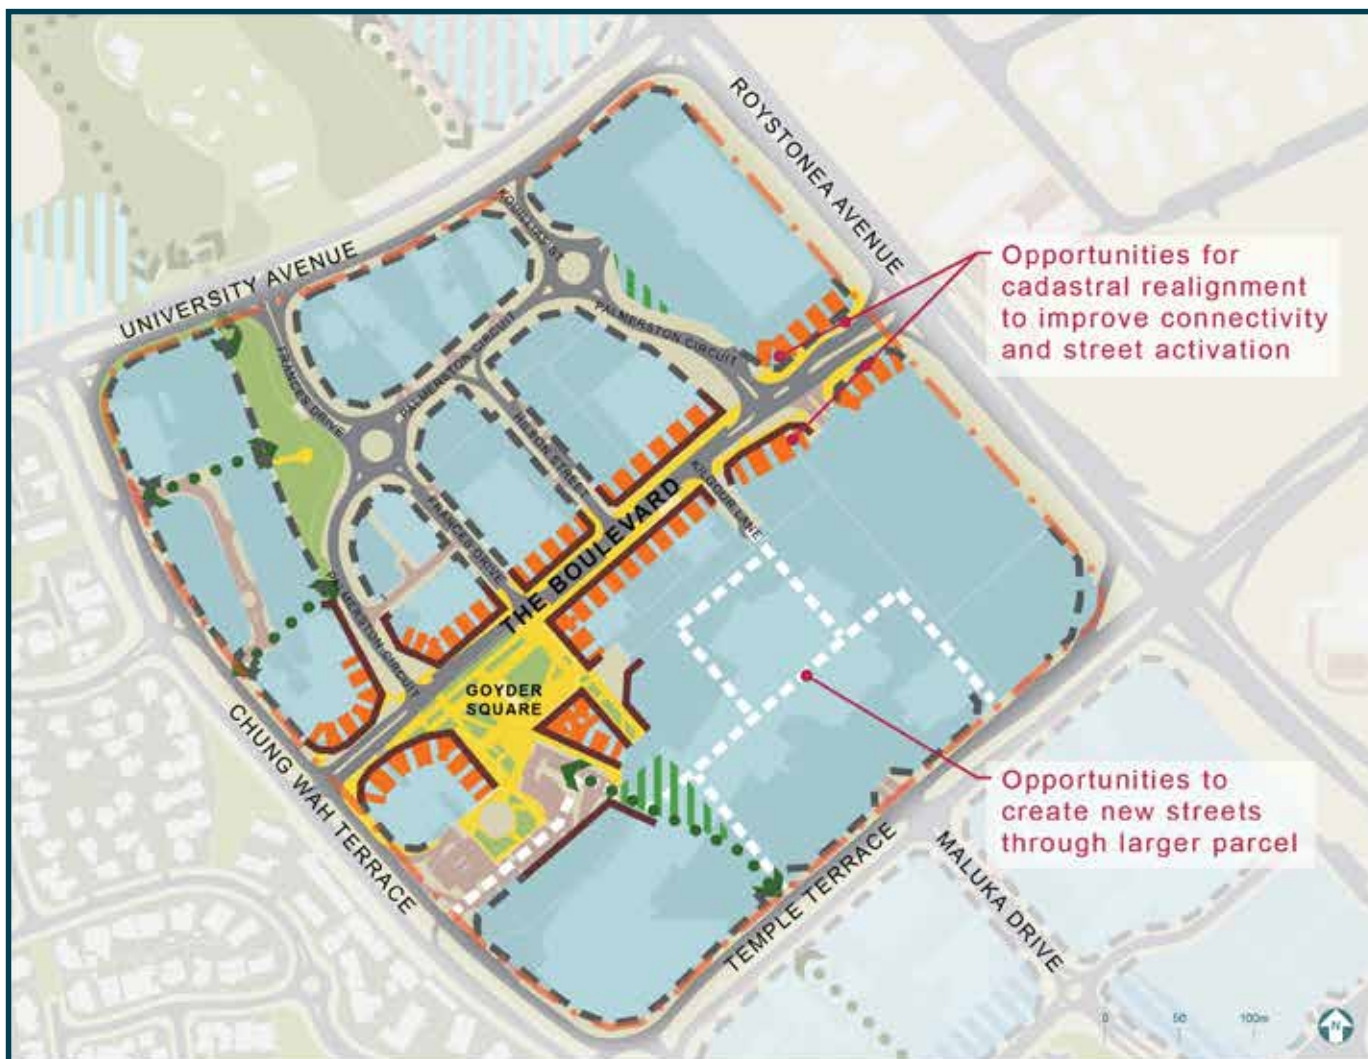 ROYSTONEA AVENUE
UNIVERSITY AVENUE
PALMERSTON CIRCUIT
PALMERSTON CIRCUIT
FRANCES DRIVE
HILSON STREET
KILGOUR LANE
FRANCES DRIVE
THE BOULEVARD
PALMERSTON CIRCUIT
GOYDER
SQUARE
CHUNG WAH TERRACE
TEMPLE TERRACE
MALUKA DRIVE
Opportunities for
cadastral realignment
to improve connectivity
and street activation
Opportunities to
create new streets
through larger parcel
0 50 100m
N